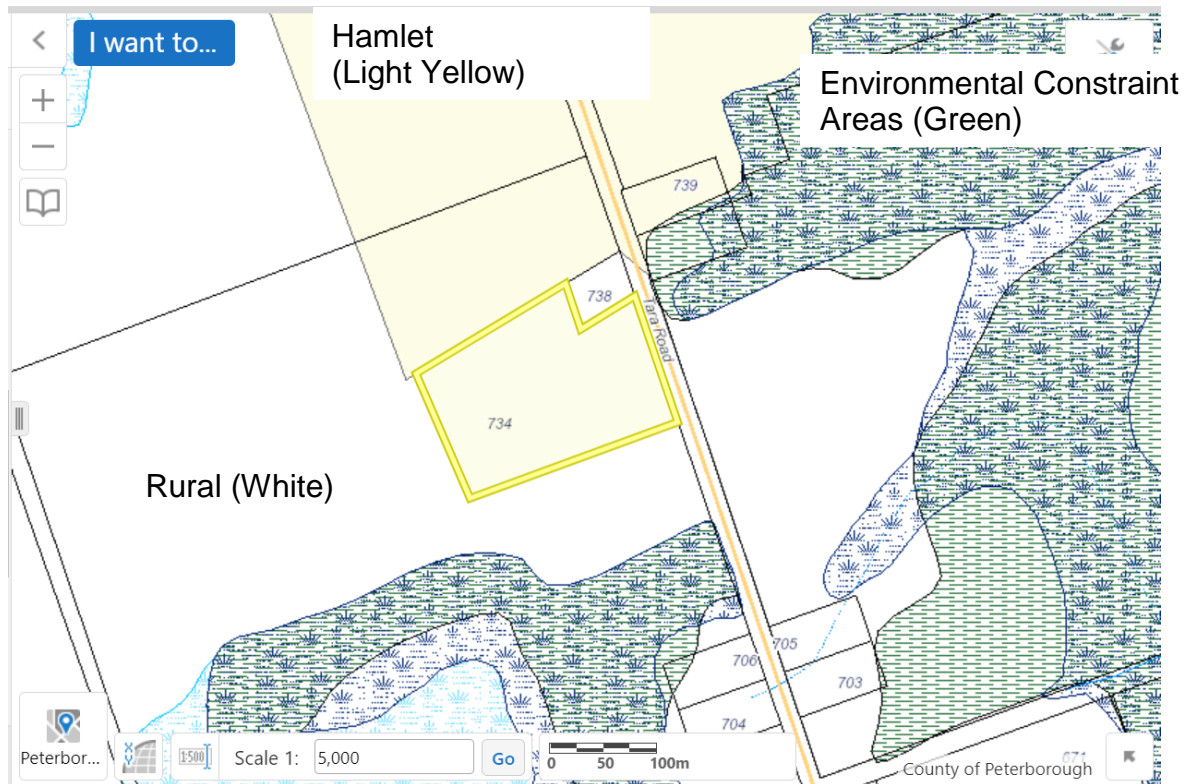 I want to...
Hamlet
(Light Yellow)
Environmental Constraint
Areas (Green)
739
738
Tara Road
734
Rural (White)
705
706
703
704
671
Peterbor...
X
Y
1:500
Scale 1:
5,000
Go
0 50 100m
County of Peterborough